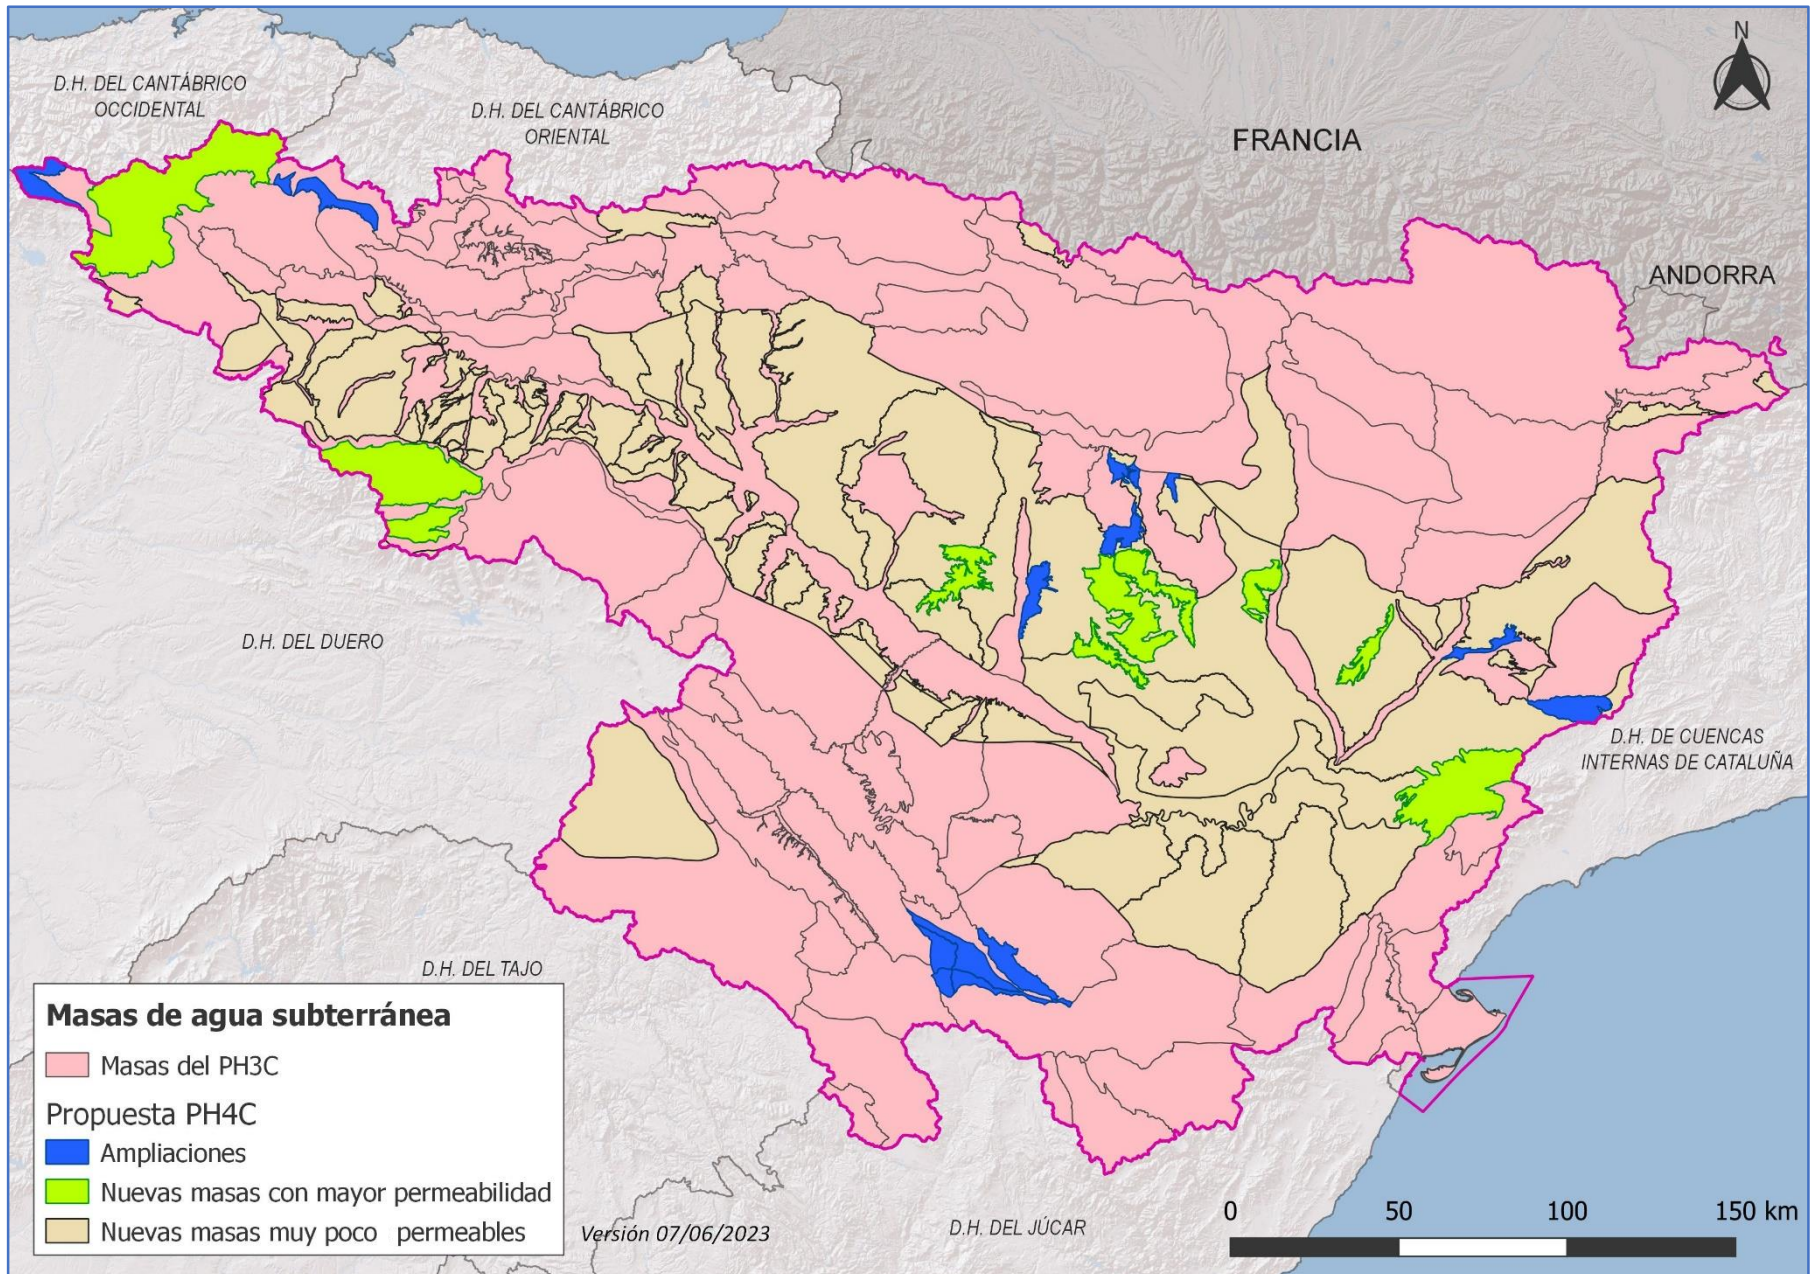 N
D.H. DEL CANTÁBRICO
OCCIDENTAL
D.H. DEL CANTÁBRICO
ORIENTAL
FRANCIA
ANDORRA
D.H. DEL DUERO
D.H. DE CUENCAS
INTERNAS DE CATALUÑA
D.H. DEL TAJO
Masas de agua subterránea
Masas del PH3C
Propuesta PH4C
Ampliaciones
Nuevas masas con mayor permeabilidad
Nuevas masas muy poco permeables
Versión 07/06/2023
D.H. DEL JÚCAR
0 50 100 150 km